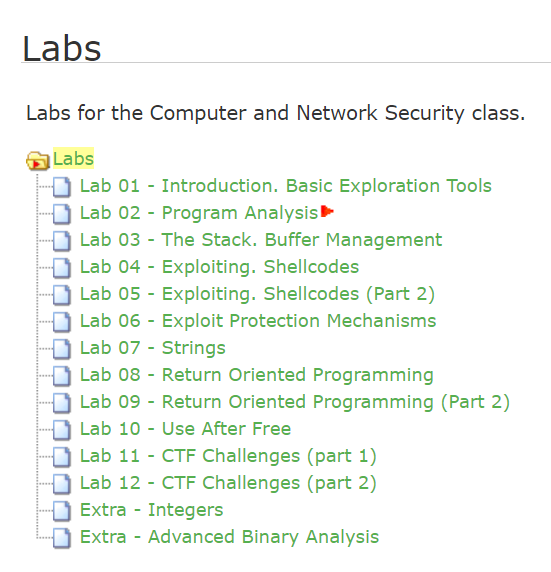 Labs
Labs for the Computer and Network Security class.
Labs
Lab 01 - Introduction. Basic Exploration Tools
Lab 02 - Program Analysis
Lab 03 - The Stack. Buffer Management
Lab 04 - Exploiting. Shellcodes
Lab 05 - Exploiting. Shellcodes (Part 2)
Lab 06 - Exploit Protection Mechanisms
Lab 07 - Strings
Lab 08 - Return Oriented Programming
Lab 09 - Return Oriented Programming (Part 2)
Lab 10 - Use After Free
Lab 11 - CTF Challenges (part 1)
Lab 12 - CTF Challenges (part 2)
Extra - Integers
Extra - Advanced Binary Analysis